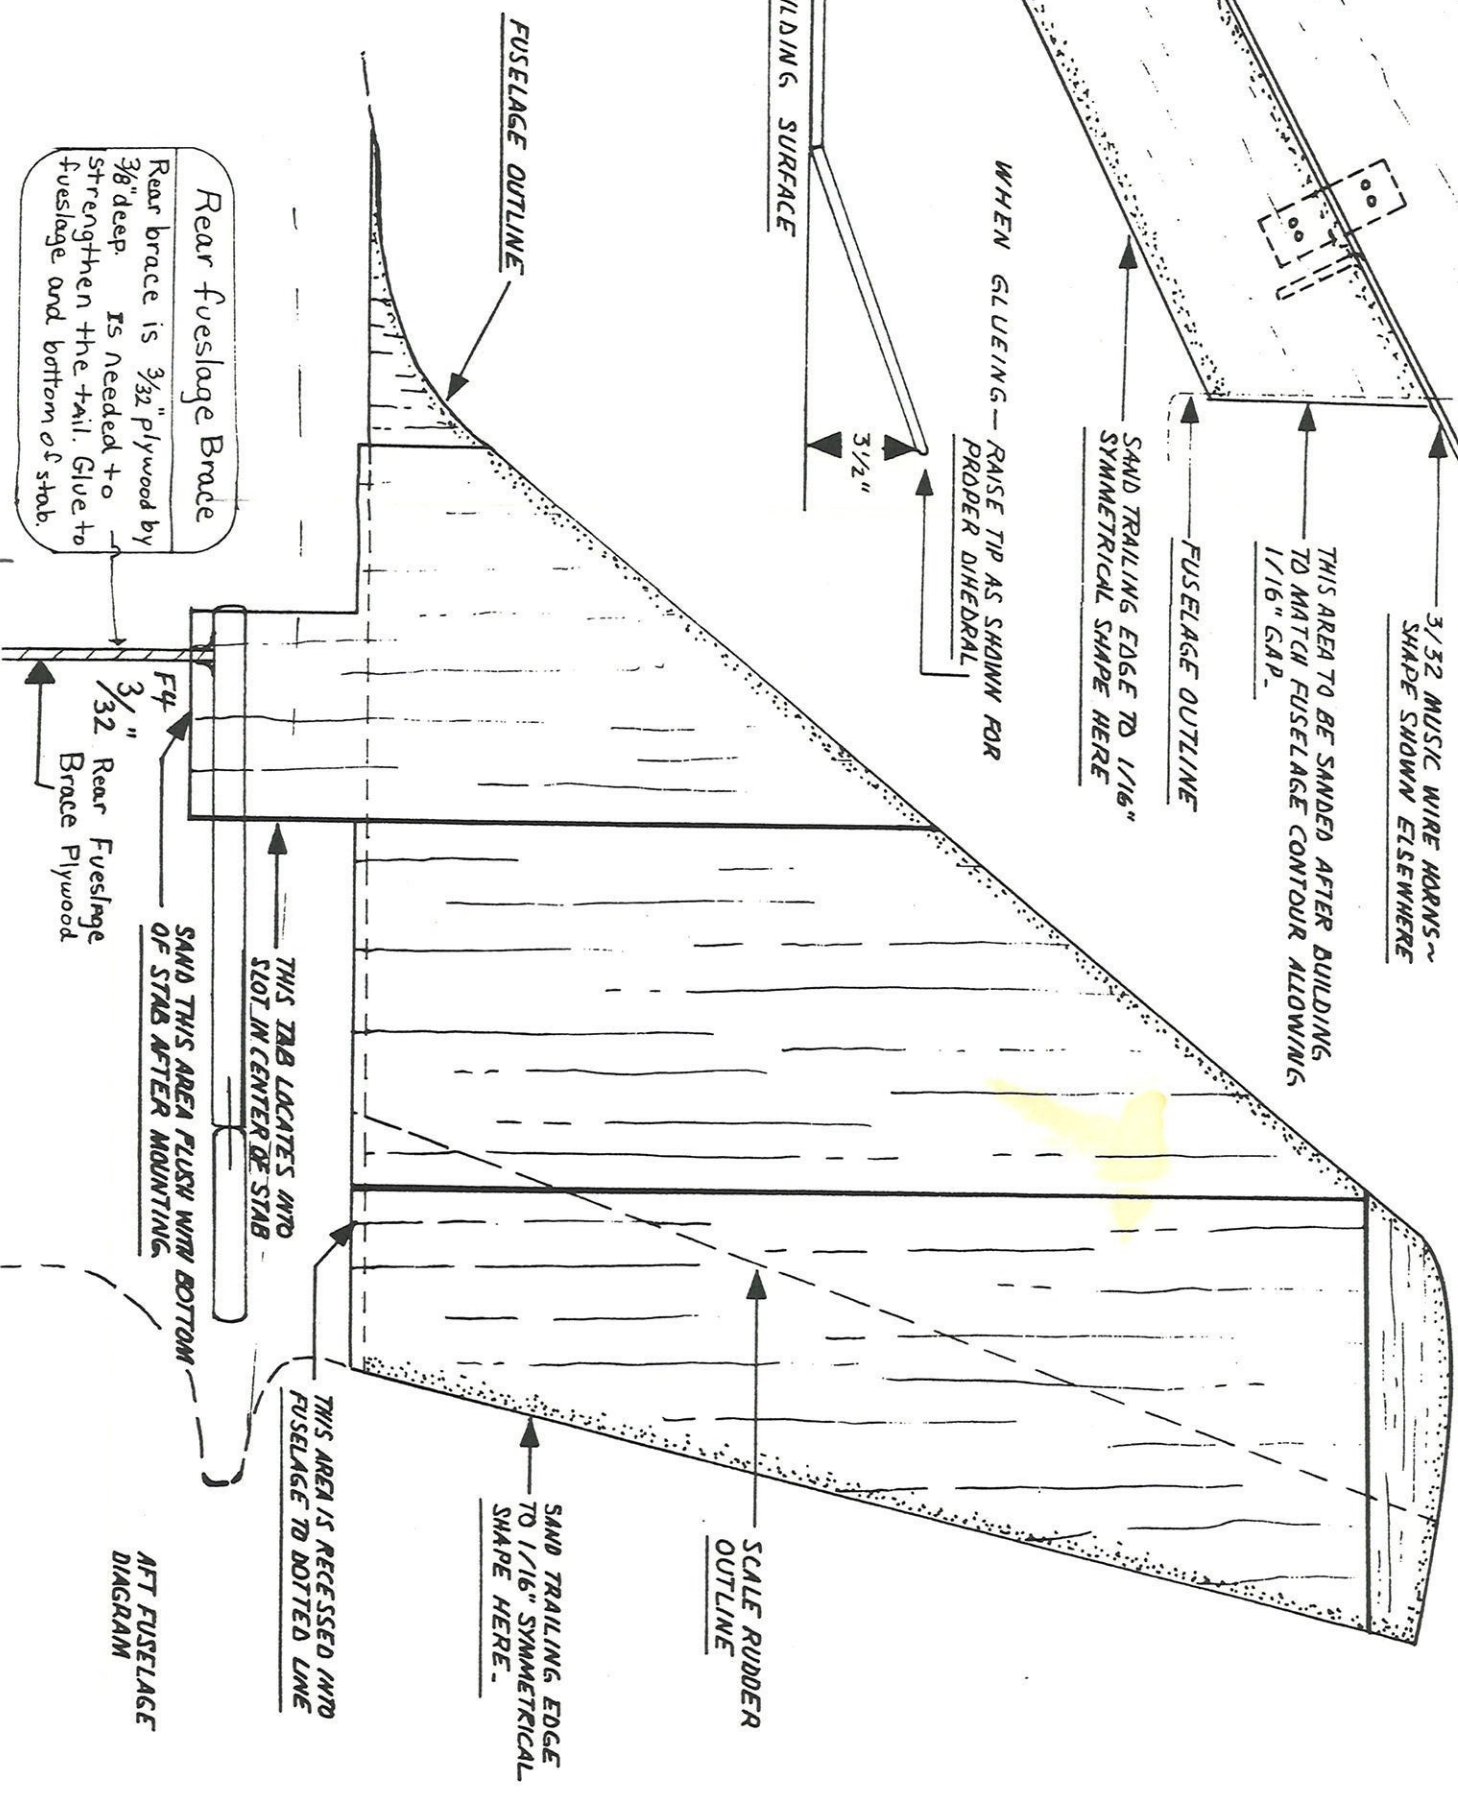 3/32 MUSIC WIRE HORNS~
SHAPE SHOWN ELSEWHERE
THIS AREA TO BE SANDED AFTER BUILDING,
TO MATCH FUSELAGE CONTOUR ALLOWING
1/16" GAP.
FUSELAGE OUTLINE
SAND TRAILING EDGE TO 1/16"
SYMMETRICAL SHAPE HERE
WHEN GLUEING— RAISE TIP AS SHOWN FOR
PROPER DIHEDRAL
3 1/2"
SURFACE
FUSELAGE OUTLINE
SCALE RUDDER
OUTLINE
SAND TRAILING EDGE
TO 1/16" SYMMETRICAL
SHAPE HERE.
THIS AREA IS RECESSED INTO
FUSELAGE TO DOTTED LINE
THIS TAB LOCATES INTO
SLOT IN CENTER OF STAB
SAND THIS AREA FLUSH WITH BOTTOM
OF STAB AFTER MOUNTING.
F4
3/32"
Rear Fueslage
Brace Plywood
Rear fueslage Brace
Rear brace is 3/32" plywood by
3/8" deep. Is needed to
strengthen the tail. Glue to
fueslage and bottom of stab.
AFT FUSELAGE
DIAGRAM